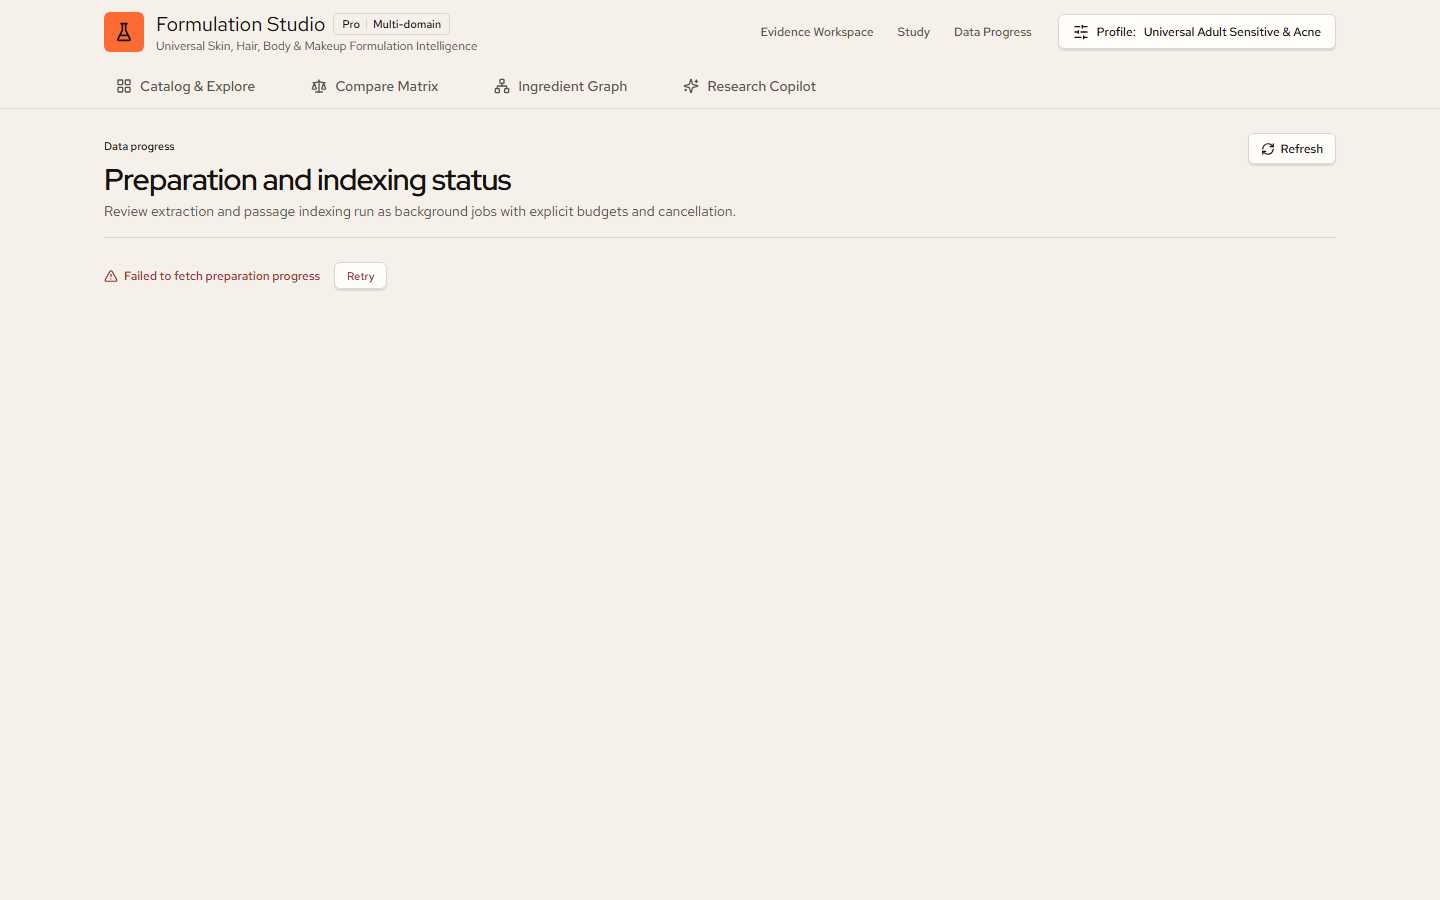 Formulation Studio Pro Multi-domain
Universal Skin, Hair, Body & Makeup Formulation Intelligence
Evidence Workspace Study Data Progress Profile: Universal Adult Sensitive & Acne
Catalog & Explore Compare Matrix Ingredient Graph Research Copilot
Data progress
Refresh
Preparation and indexing status
Review extraction and passage indexing run as background jobs with explicit budgets and cancellation.
Failed to fetch preparation progress Retry